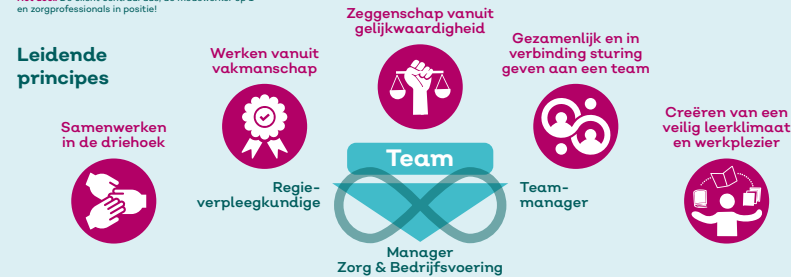 en zorgprofessionals in positie!
Leidende
principes
Samenwerken
in de driehoek
Werken vanuit
vakmanschap
Zeggenschap vanuit
gelijkwaardigheid
Gezamenlijk en in
verbinding sturing
geven aan een team
Creëren van een
veilig leerklimaat
en werkplezier
Team
Regie-
verpleegkundige
Team-
manager
Manager
Zorg & Bedrijfsvoering